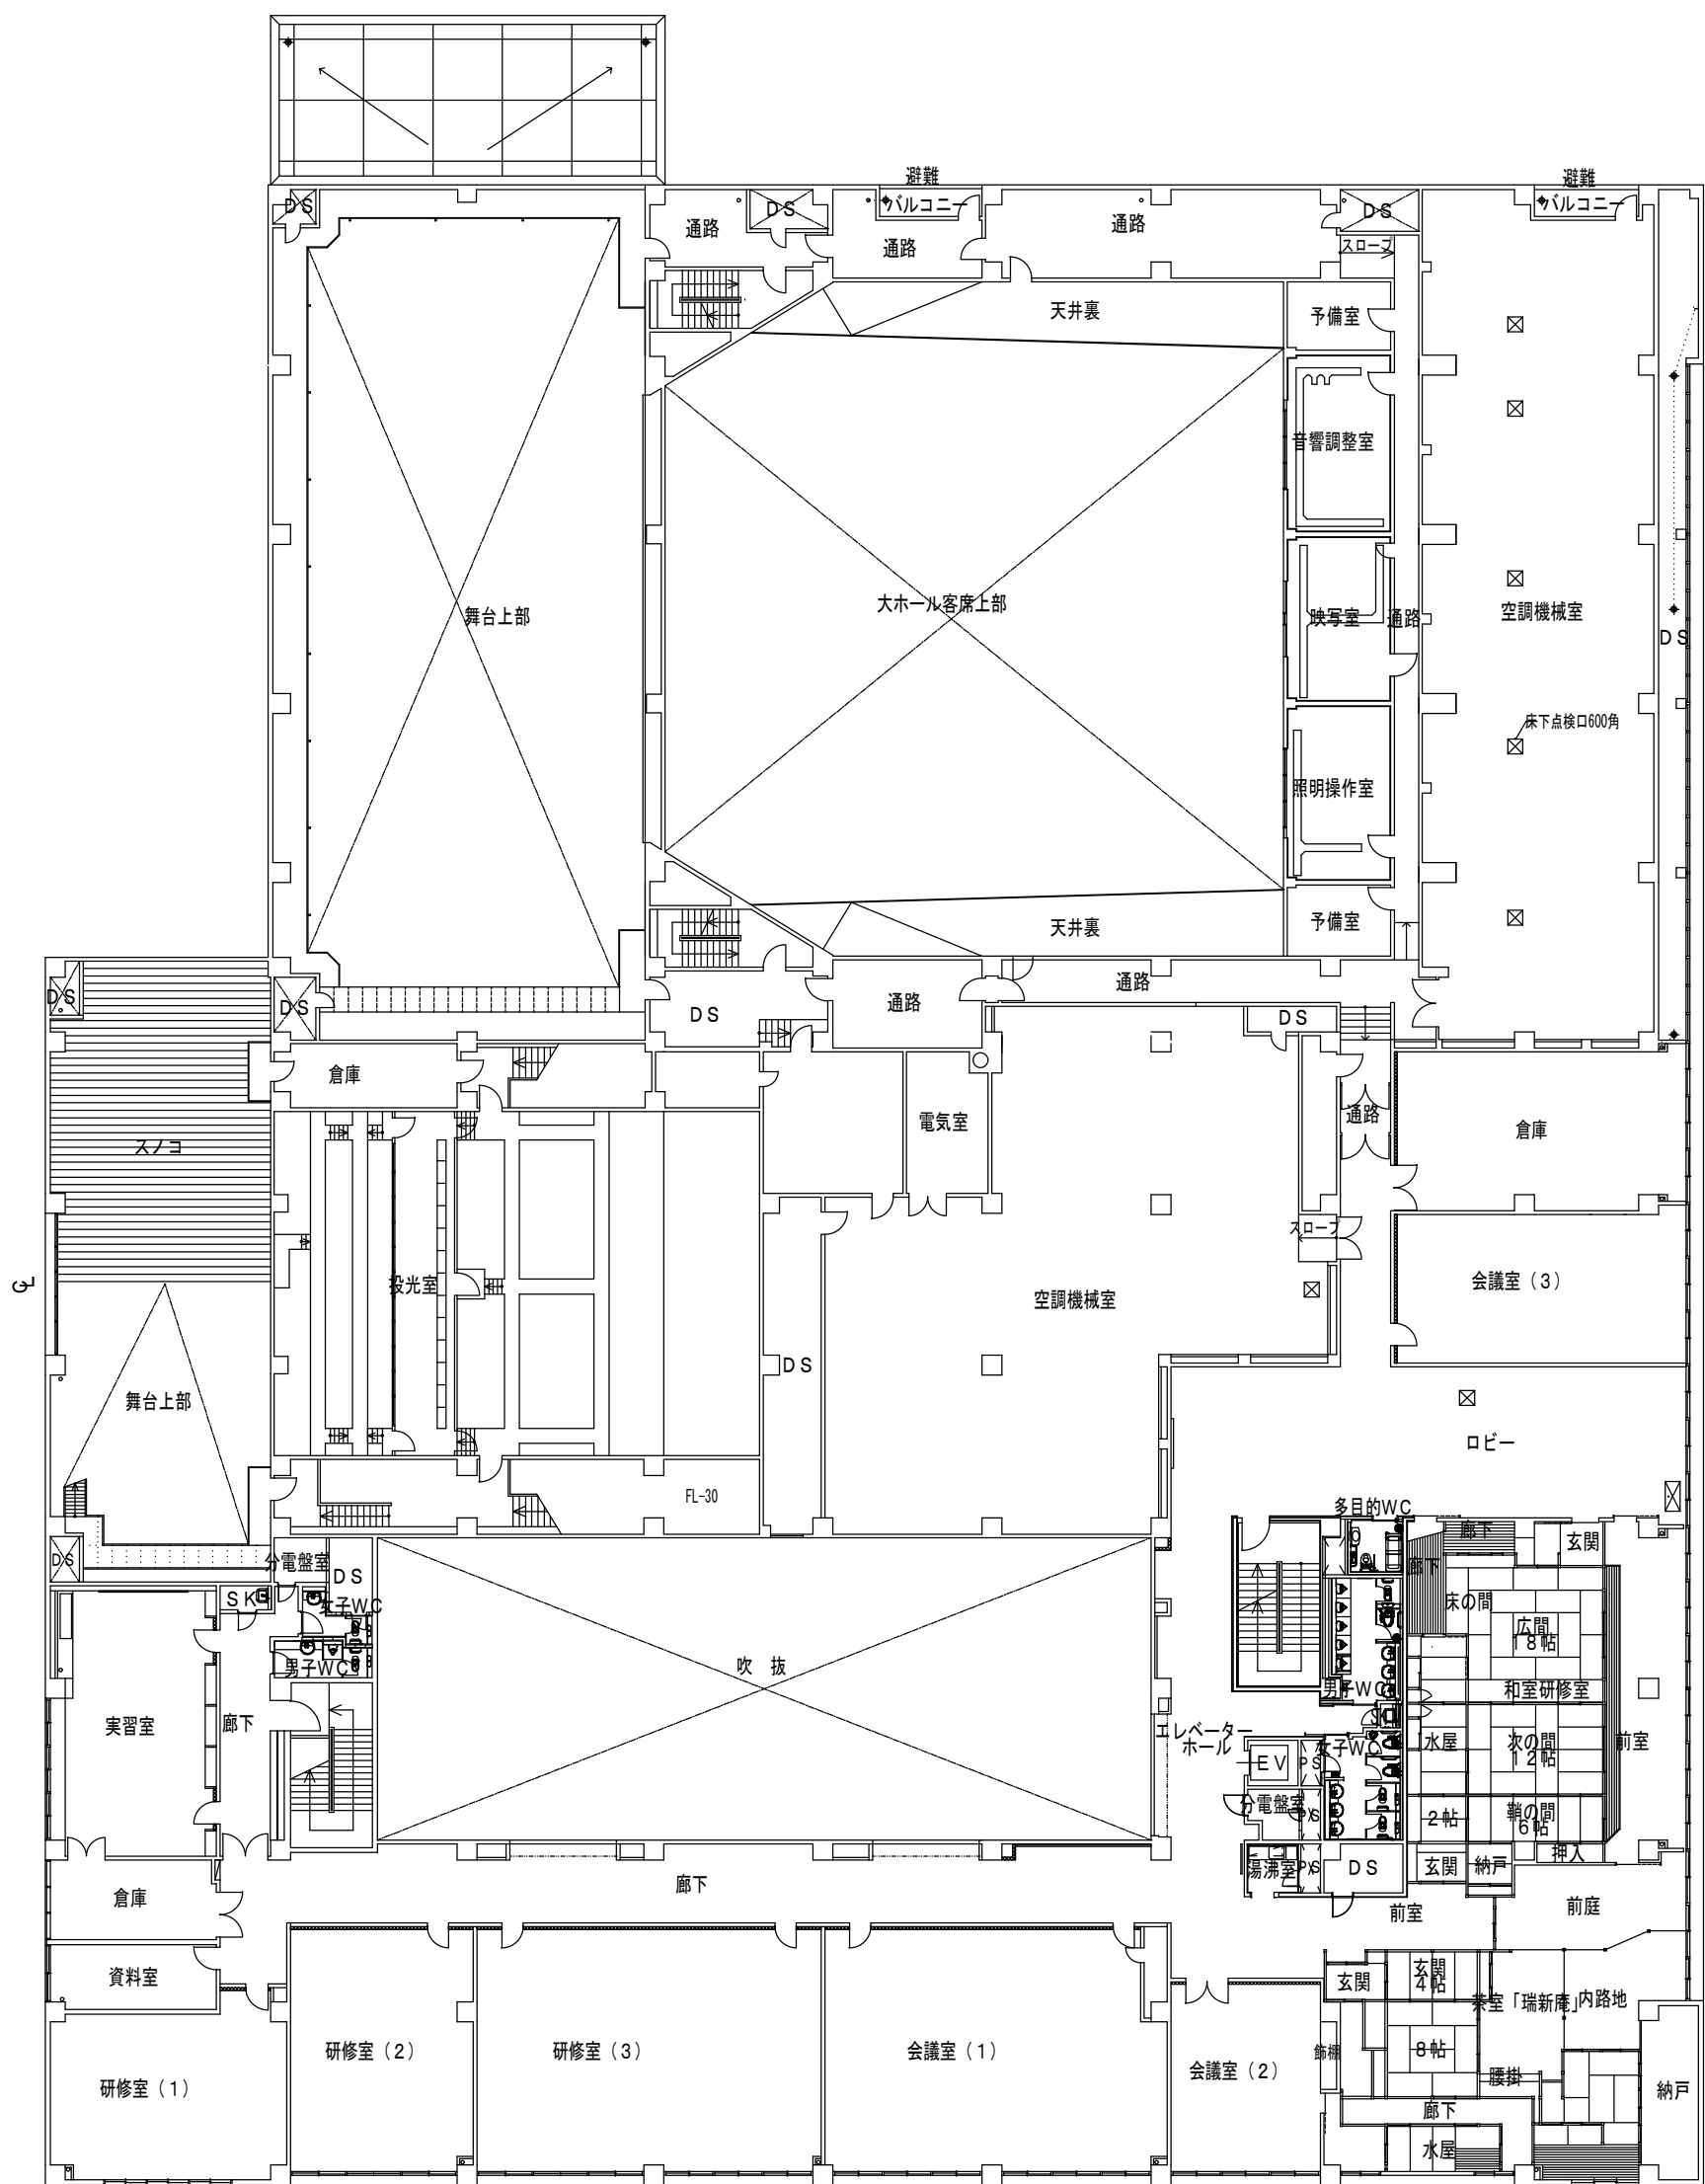 避難
バルコニー
避難
バルコニー
DS
通路
DS
通路
通路
DS
スロープ
天井裏
予備室
音響調整室
舞台上部
大ホール客席上部
映写室
通路
空調機械室
DS
床下点検口600角
照明操作室
天井裏
予備室
DS
DS
DS
通路
通路
DS
倉庫
電気室
通路
倉庫
スノコ
スロープ
投光室
空調機械室
会議室(3)
CL
DS
舞台上部
ロビー
FL-30
多目的WC
DS
分電盤室
DS
SK
女子WC
男子WC
廊下
玄関
廊下
床の間
広間
18帖
和室研修室
吹 抜
男子WC
SK
実習室
廊下
エレベーター
ホール
女子WC
水屋
次の間
12帖
前室
EV
PS
分電盤室
PS
2帖
鞘の間
6帖
湯沸室
PS
DS
玄関
納戸
押入
倉庫
廊下
前室
前庭
資料室
玄関
玄関
4帖
茶室「瑞新庵」
内路地
研修室(2)
研修室(3)
会議室(1)
会議室(2)
飾棚
8帖
腰掛
研修室(1)
納戸
廊下
水屋